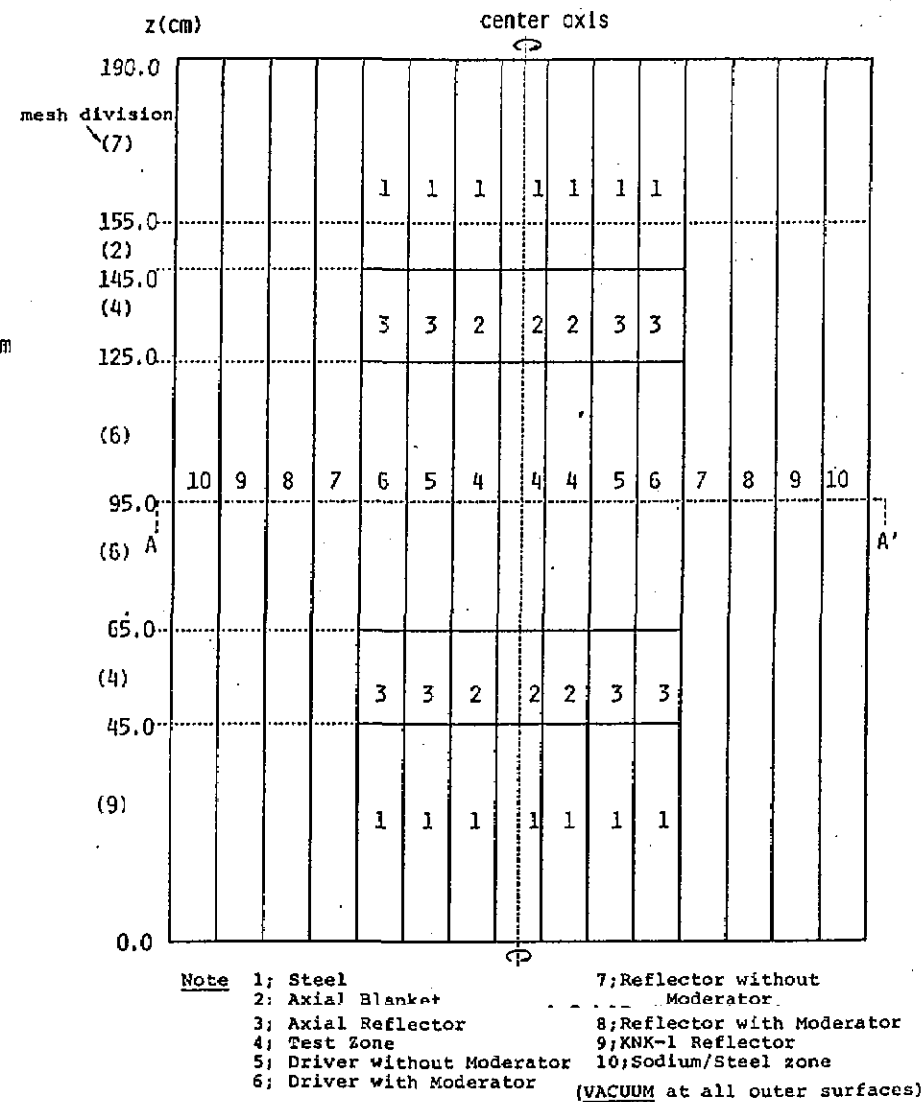 z(cm) center axis
190.0
mesh division
(7)
1 1 1 1 1 1 1
155.0
(2)
145.0
(4)
3 3 2 2 2 3 3
m
125.0
(6)
10 9 8 7 6 5 4 4 4 5 6 7 8 9 10
95.0
(6) A A'
65.0
(4)
3 3 2 2 2 3 3
45.0
(9)
1 1 1 1 1 1 1
0.0
Note 1; Steel 7;Reflector without
2: Axial Blanket Moderator
3; Axial Reflector 8;Reflector with Moderator
4; Test Zone 9;KNK-1 Reflector
5; Driver without Moderator 10;Sodium/Steel zone
6; Driver with Moderator
(VACUUM at all outer surfaces)